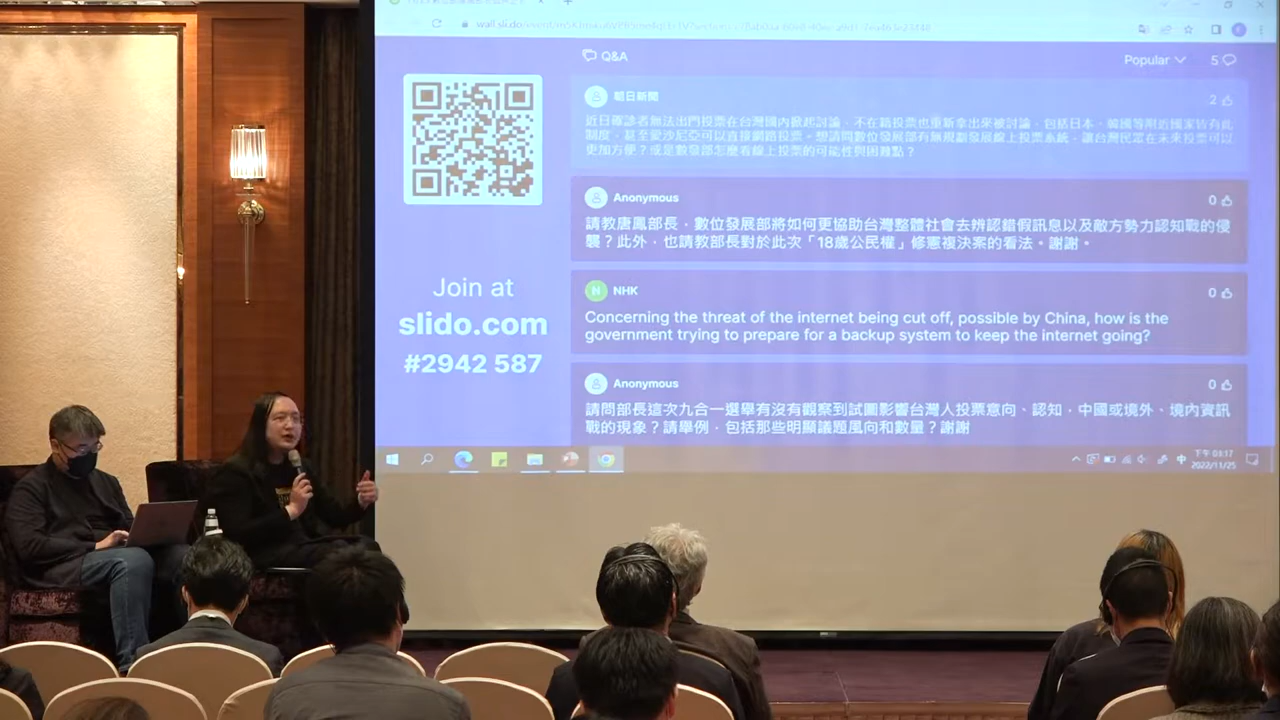 wall.sli.do/event/
Q&A
Popular
5
朝日新聞
2
近日確診者無法出門投票在台灣國內掀起討論，不在籍投票也重新拿出來被討論，包括日本、韓國等鄰近國家皆有此
制度，甚至愛沙尼亞可以直接網路投票。想請問數位發展部有無規劃發展線上投票系統，讓台灣民眾在未來投票可以
更加方便？或是數發部怎麼看線上投票的可能性與困難點？
Anonymous
0
請教唐鳳部長，數位發展部將如何更協助台灣整體社會去辨認錯假訊息以及敵方勢力認知戰的侵
襲？此外，也請教部長對於此次「18歲公民權」修憲複決案的看法。謝謝。
Join at
slido.com
#2942 587
N
NHK
0
Concerning the threat of the internet being cut off, possible by China, how is the
government trying to prepare for a backup system to keep the internet going?
Anonymous
0
請問部長這次九合一選舉有沒有觀察到試圖影響台灣人投票意向、認知，中國或境外、境內資訊
戰的現象？請舉例，包括那些明顯議題風向和數量？謝謝
中
下午 03:17
2022/11/25